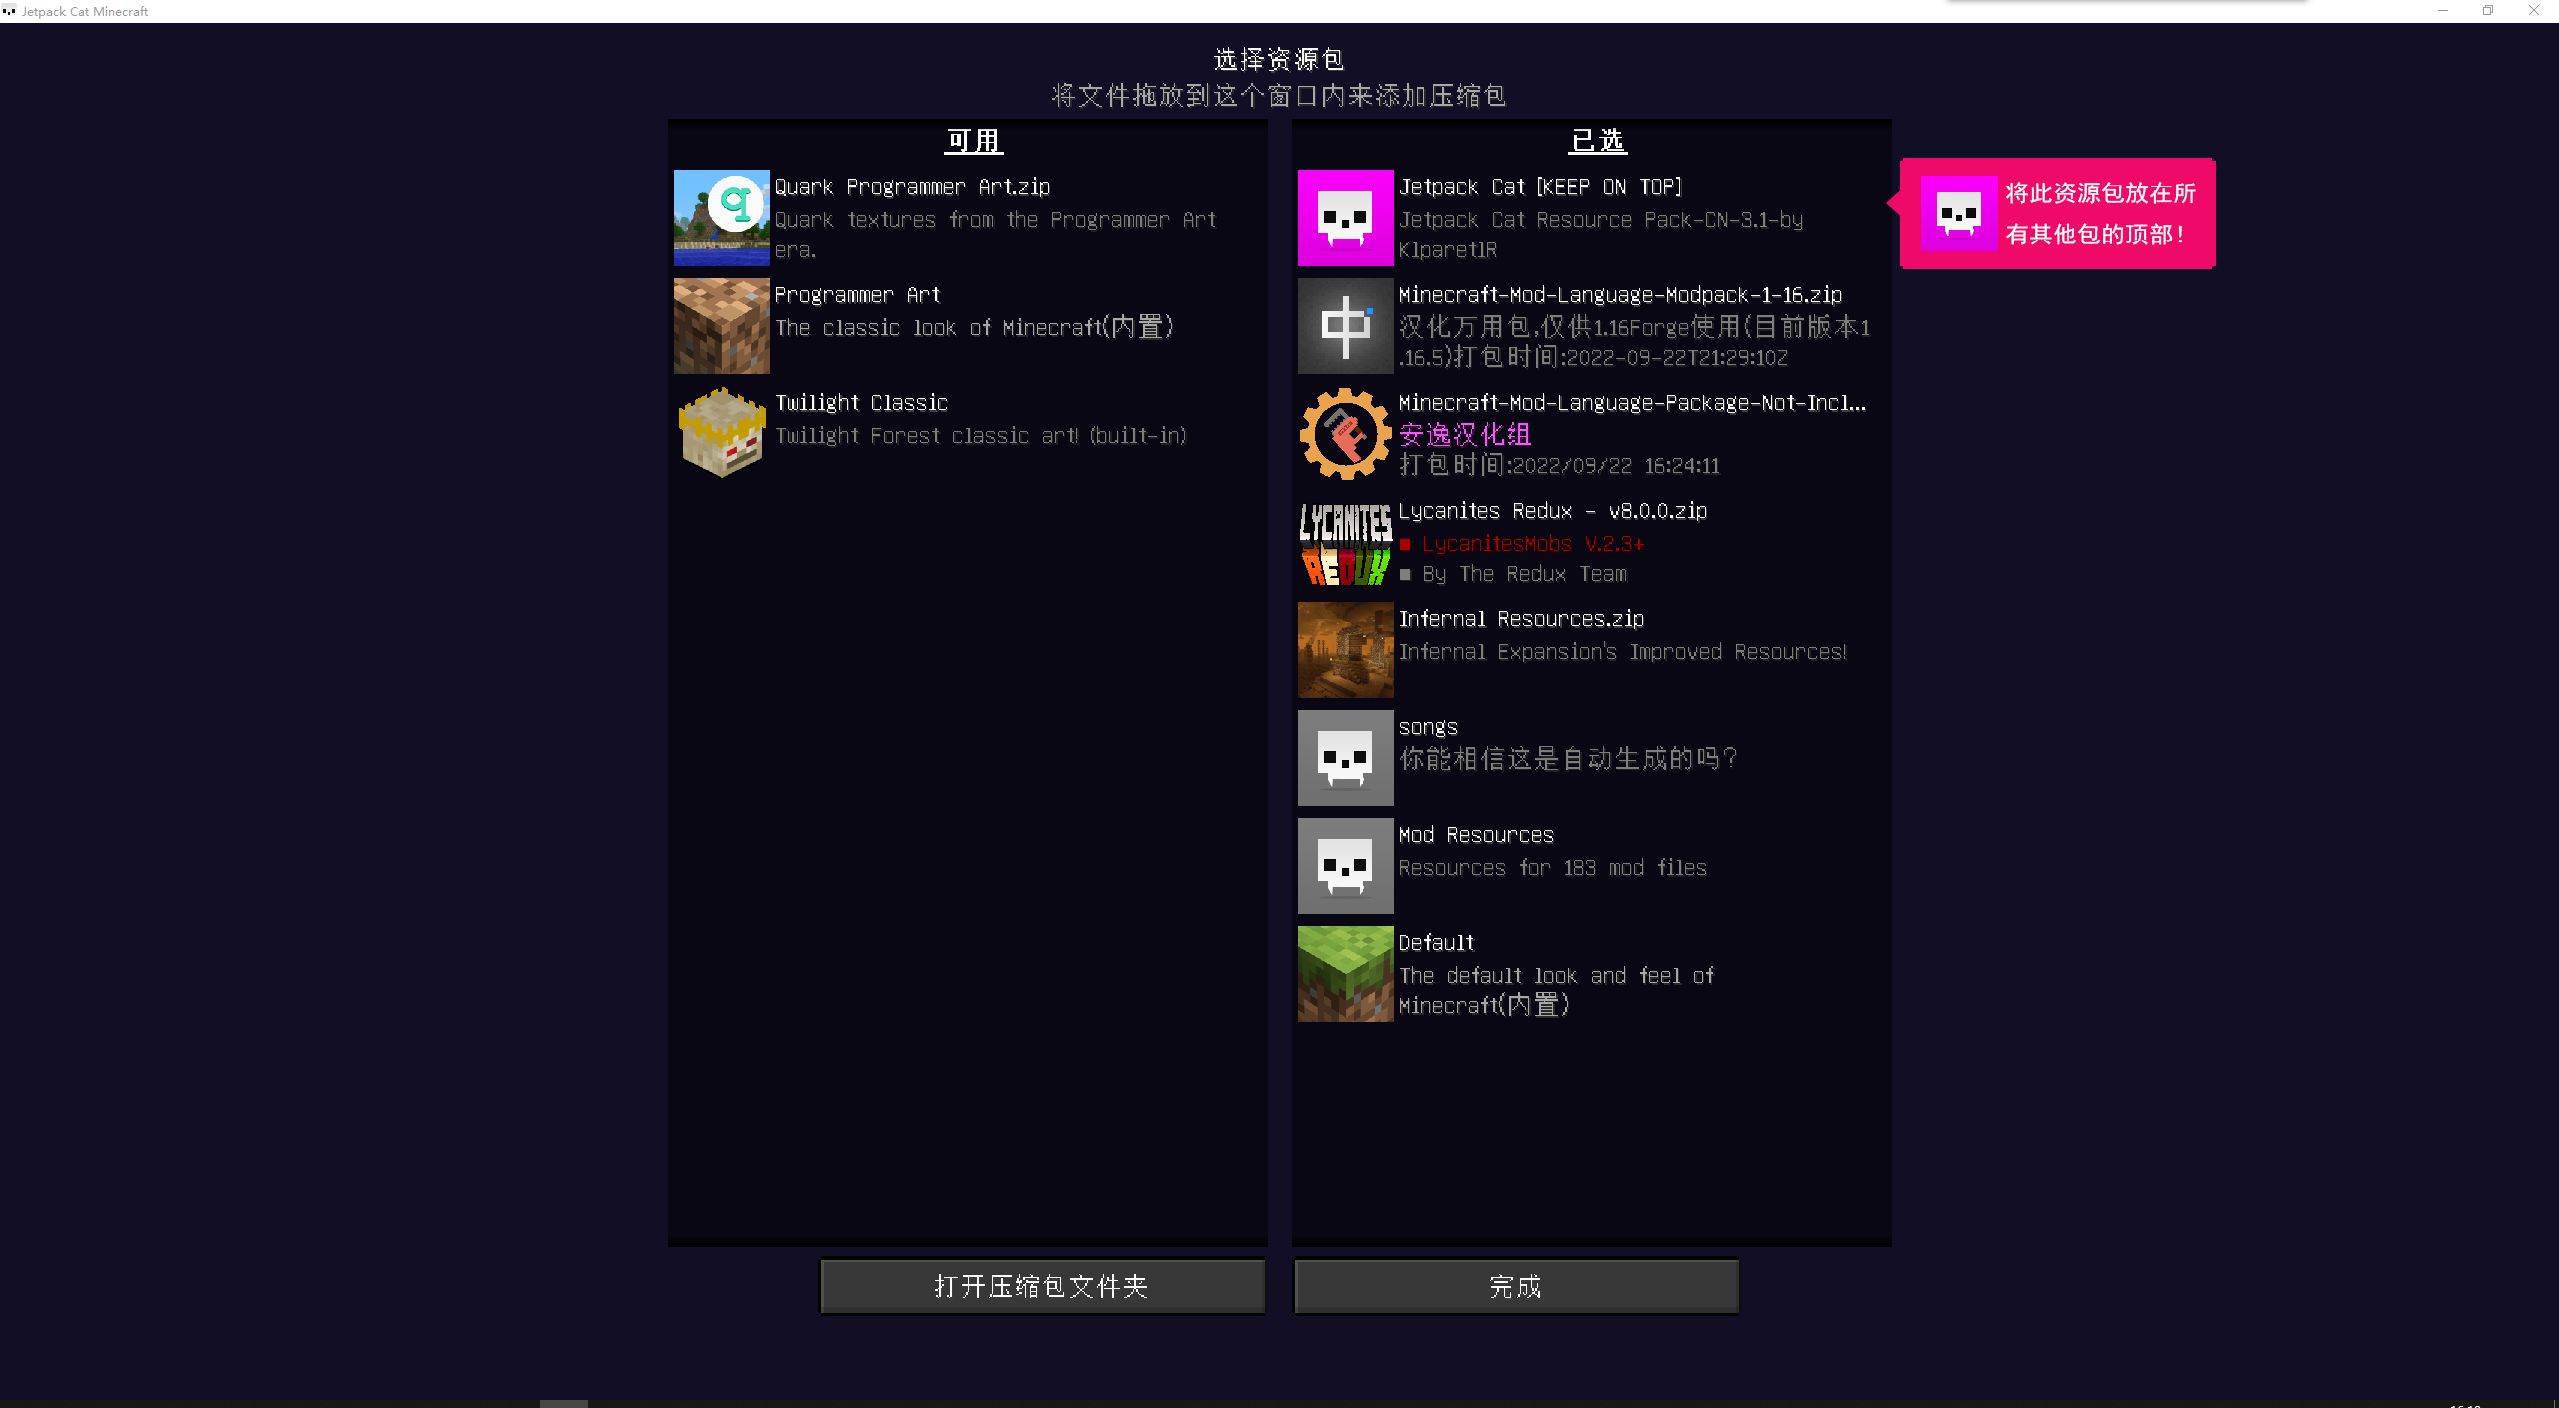 Jetpack Cat Minecraft
选择资源包
将文件拖放到这个窗口内来添加压缩包
可用
Quark Programmer Art.zip
Quark textures from the Programmer Art
era.
Programmer Art
The classic look of Minecraft(内置)
Twilight Classic
Twilight Forest classic art! (built-in)
已选
Jetpack Cat [KEEP ON TOP]
Jetpack Cat Resource Pack-CN-3.1-by
KlparetlR
Minecraft-Mod-Language-Modpack-1-16.zip
汉化万用包,仅供1.16Forge使用(目前版本1
.16.5)打包时间:2022-09-22T21:29:10Z
Minecraft-Mod-Language-Package-Not-Incl...
安逸汉化组
打包时间:2022/09/22 16:24:11
LYCANITES
REDUX
Lycanites Redux - v8.0.0.zip
■ LycanitesMobs V.2.3+
■ By The Redux Team
Infernal Resources.zip
Infernal Expansion's Improved Resources!
songs
你能相信这是自动生成的吗?
Mod Resources
Resources for 183 mod files
Default
The default look and feel of
Minecraft(内置)
将此资源包放在所
有其他包的顶部!
打开压缩包文件夹
完成